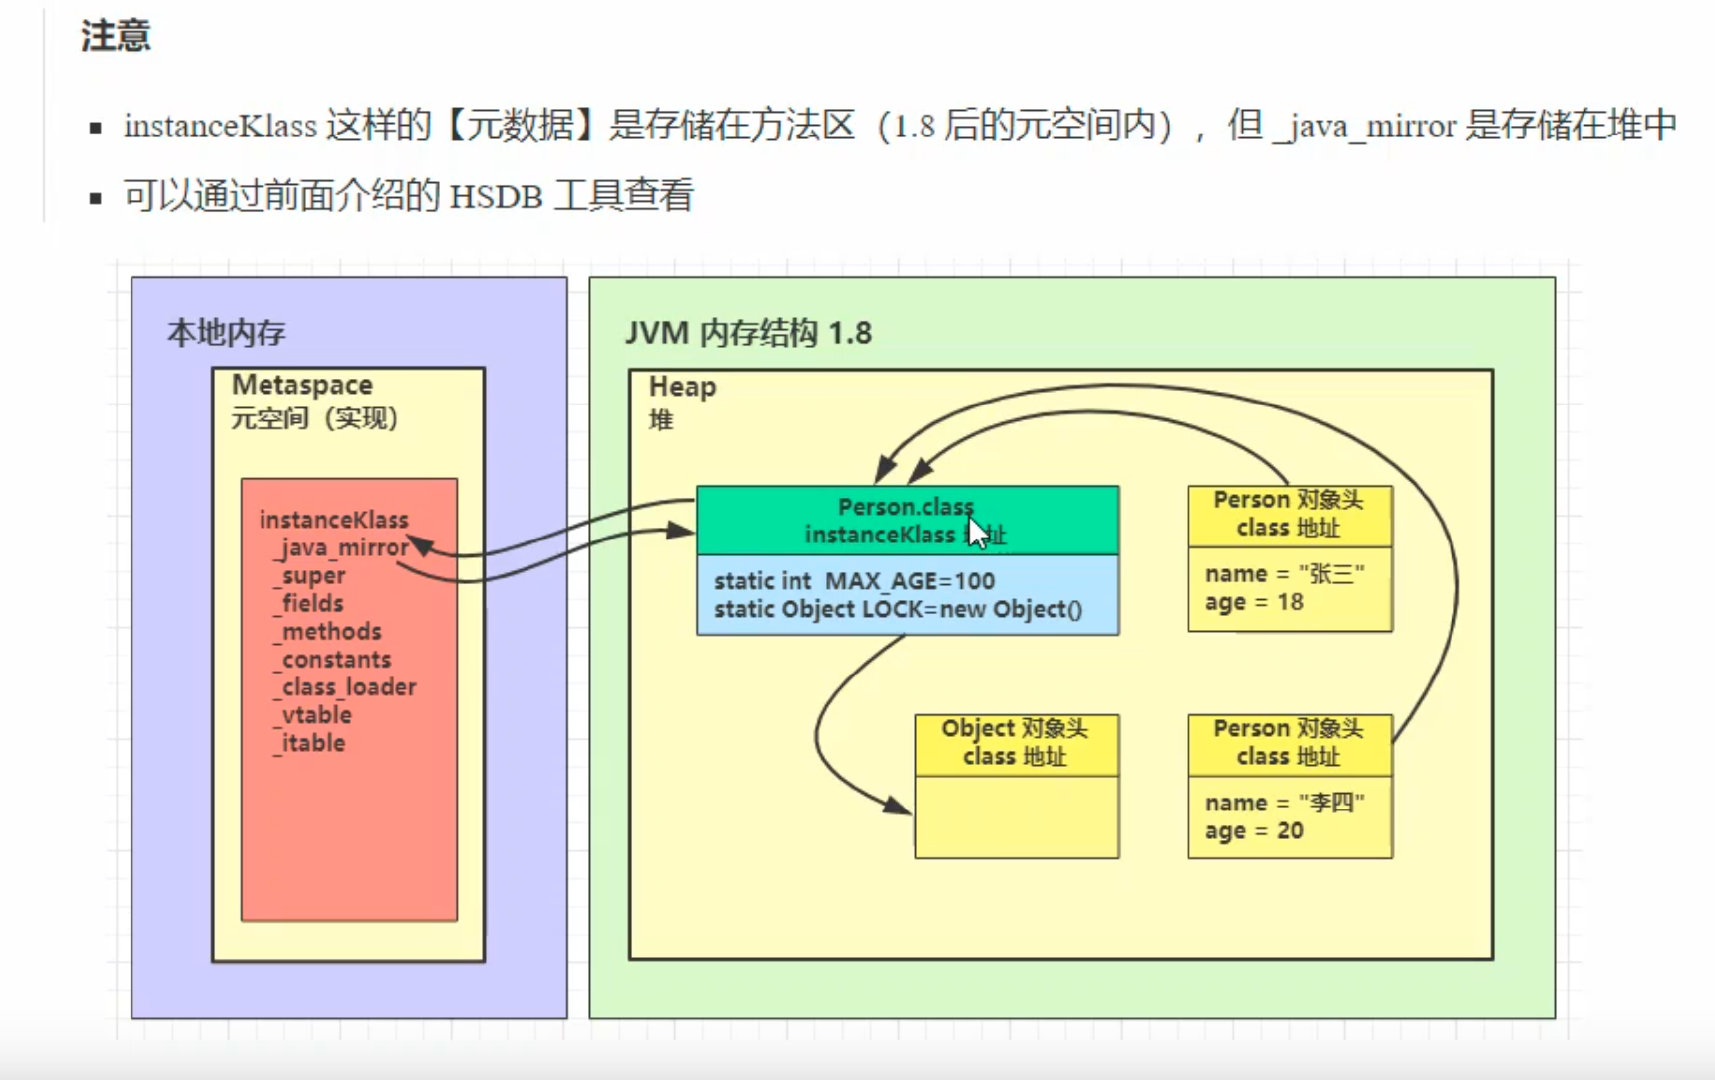 注意
instanceKlass 这样的【元数据】是存储在方法区（1.8 后的元空间内），但 _java_mirror 是存储在堆中
可以通过前面介绍的 HSDB 工具查看
本地内存
Metaspace
元空间（实现）
instanceKlass
_java_mirror
_super
_fields
_methods
_constants
_class_loader
_vtable
_itable
JVM 内存结构 1.8
Heap
堆
Person.class
instanceKlass 址
static int MAX_AGE=100
static Object LOCK=new Object()
Person 对象头
class 地址
name = "张三"
age = 18
Object 对象头
class 地址
Person 对象头
class 地址
name = "李四"
age = 20